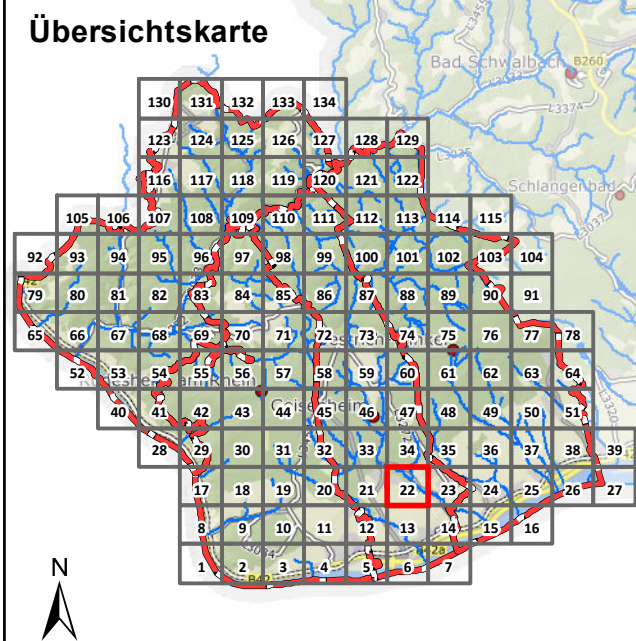 Übersichtskarte
Bad Schwalbach
B260
L3374
L3035
Schlangenbad
130 131 132 133 134
123 124 125 126 127 128 129
116 117 118 119 120 121 122
105 106 107 108 109 110 111 112 113 114 115
92 93 94 95 96 97 98 99 100 101 102 103 104
79 80 81 82 83 84 85 86 87 88 89 90 91
65 66 67 68 69 70 71 72 73 74 75 76 77 78
52 53 54 55 56 57 58 59 60 61 62 63 64
40 41 42 43 44 45 46 47 48 49 50 51
28 29 30 31 32 33 34 35 36 37 38 39
17 18 19 20 21 22 23 24 25 26 27
8 9 10 11 12 13 14 15 16
L3034
B42a
1 2 3 4 5 6 7
B42
N